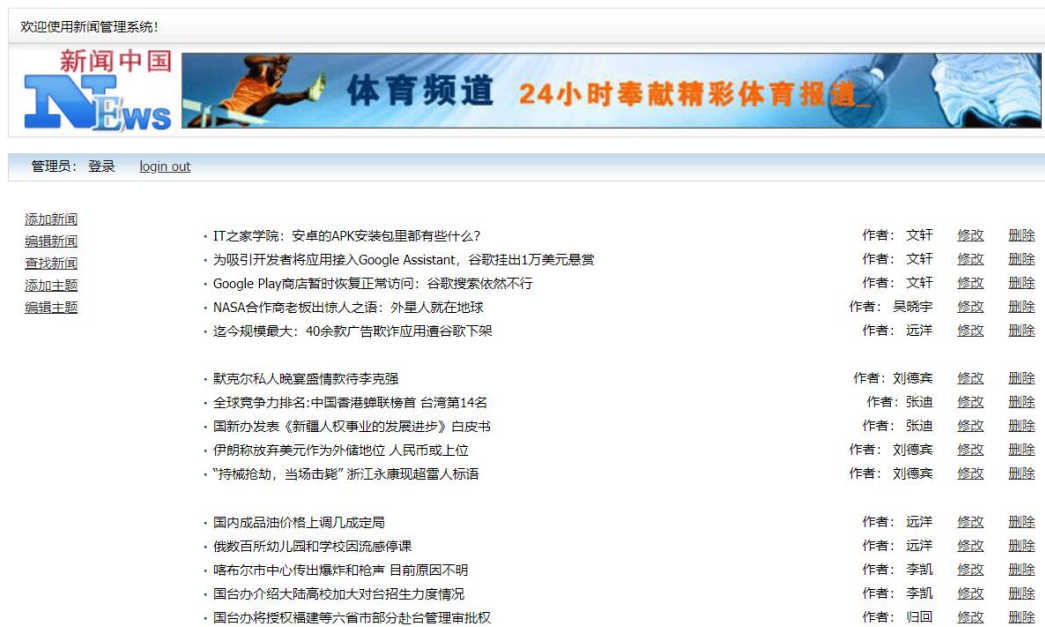 欢迎使用新闻管理系统!
新闻中国
NEws
体育频道 24小时奉献精彩体育报道_
管理员: 登录 login out
添加新闻
编辑新闻
查找新闻
添加主题
编辑主题
· IT之家学院:安卓的APK安装包里都有些什么? 作者: 文轩 修改 删除
· 为吸引开发者将应用接入Google Assistant,谷歌挂出1万美元悬赏 作者: 文轩 修改 删除
· Google Play商店暂时恢复正常访问:谷歌搜索依然不行 作者: 文轩 修改 删除
· NASA合作商老板出惊人之语:外星人就在地球 作者: 吴晓宇 修改 删除
· 迄今规模最大:40余款广告欺诈应用遭谷歌下架 作者: 远洋 修改 删除
· 默克尔私人晚宴盛情款待李克强 作者: 刘德宾 修改 删除
· 全球竞争力排名:中国香港蝉联榜首 台湾第14名 作者: 张迪 修改 删除
· 国新办发表《新疆人权事业的发展进步》白皮书 作者: 张迪 修改 删除
· 伊朗称放弃美元作为外储地位 人民币或上位 作者: 刘德宾 修改 删除
· “持械抢劫,当场击毙” 浙江永康现超雷人标语 作者: 刘德宾 修改 删除
· 国内成品油价格上调几成定局 作者: 远洋 修改 删除
· 俄数百所幼儿园和学校因流感停课 作者: 远洋 修改 删除
· 喀布尔市中心传出爆炸和枪声 目前原因不明 作者: 李凯 修改 删除
· 国台办介绍大陆高校加大对台招生力度情况 作者: 李凯 修改 删除
· 国台办将授权福建等六省市部分赴台管理审批权 作者: 归回 修改 删除